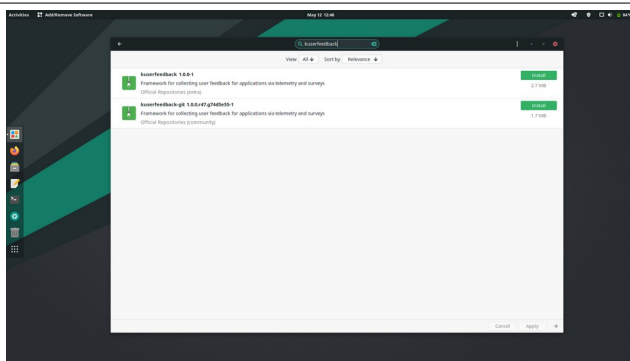 Activities Add/Remove Software May 12 12:40
kuserfeedback
View All Sort by Relevance
kuserfeedback 1.0.0-1 Install
Framework for collecting user feedback for applications via telemetry and surveys 2.7 MB
Official Repositories (extra)
kuserfeedback-git 1.0.0.r47.g74d5e55-1 Install
Framework for collecting user feedback for applications via telemetry and surveys 1.7 MB
Official Repositories (community)
Cancel Apply